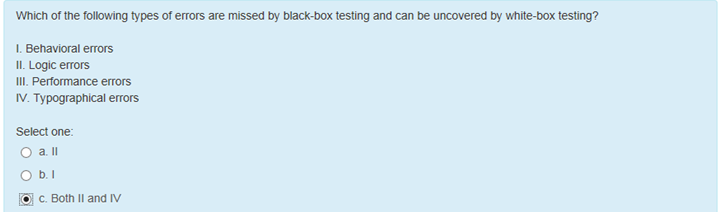 Which of the following types of errors are missed by black-box testing and can be uncovered by white-box testing?
I. Behavioral errors
II. Logic errors
III. Performance errors
IV. Typographical errors
Select one:
a. II
b. I
c. Both II and IV